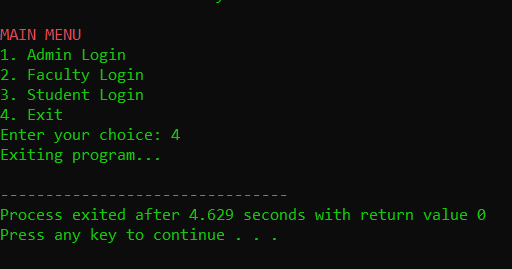 MAIN MENU
1. Admin Login
2. Faculty Login
3. Student Login
4. Exit
Enter your choice: 4
Exiting program...
--------------------------------
Process exited after 4.629 seconds with return value 0
Press any key to continue . . .